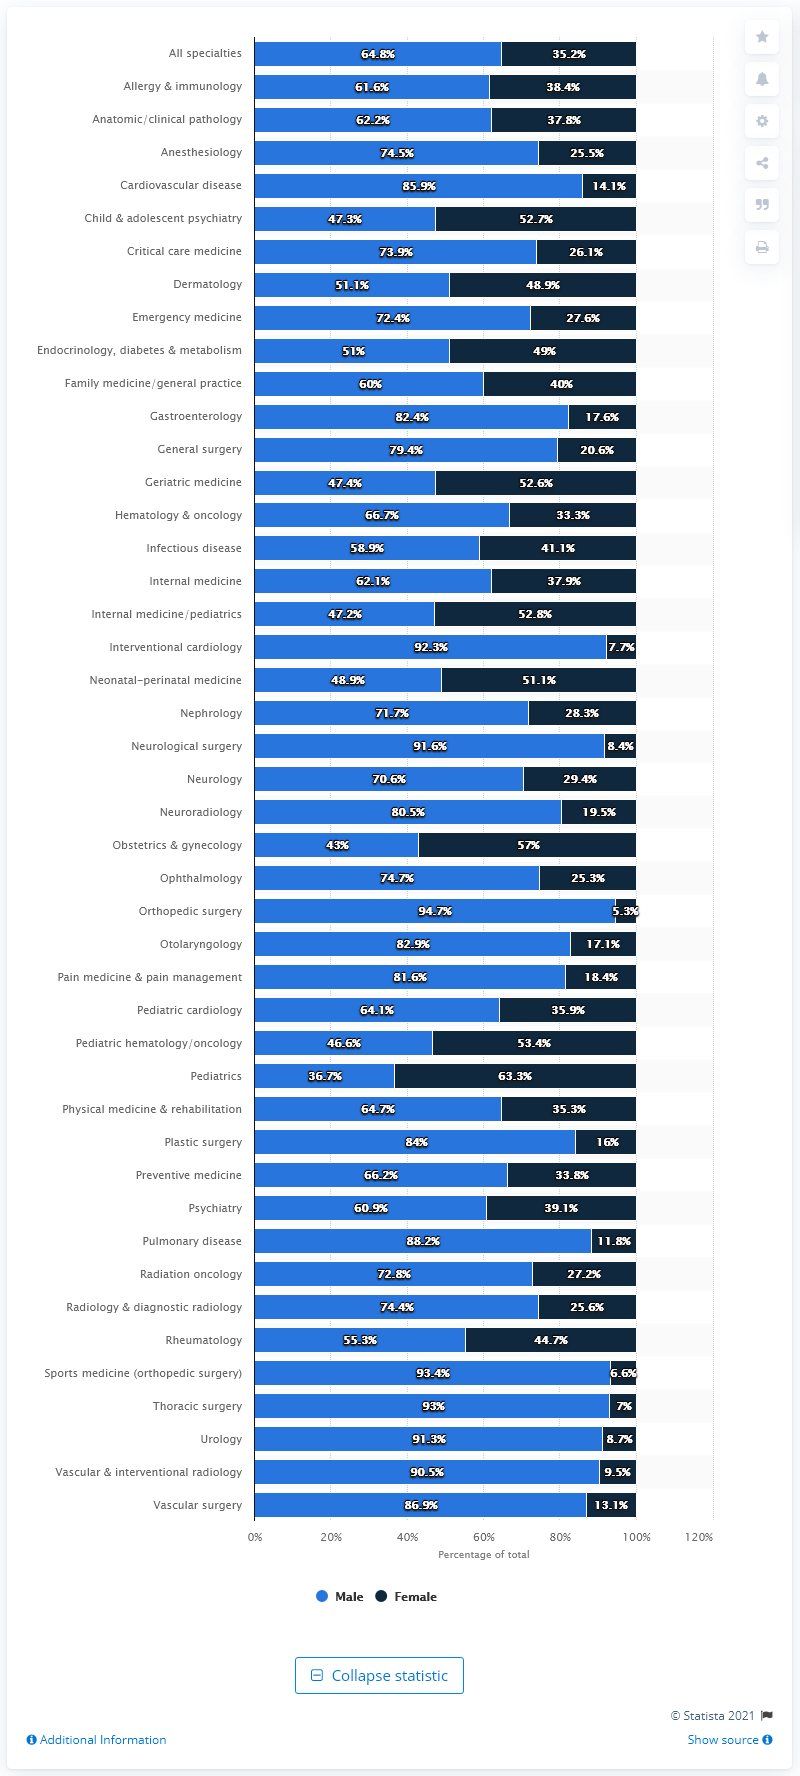 All specialties 64.8% 35.2%
Allergy & immunology 61.6% 38.4%
Anatomic/clinical pathology 62.2% 37.8%
Anesthesiology 74.5% 25.5%
Cardiovascular disease 85.9% 14.1%
Child & adolescent psychiatry 47.3% 52.7%
Critical care medicine 73.9% 26.1%
Dermatology 51.1% 48.9%
Emergency medicine 72.4% 27.6%
Endocrinology, diabetes & metabolism 51% 49%
Family medicine/general practice 60% 40%
Gastroenterology 82.4% 17.6%
General surgery 79.4% 20.6%
Geriatric medicine 47.4% 52.6%
Hematology & oncology 66.7% 33.3%
Infectious disease 58.9% 41.1%
Internal medicine 62.1% 37.9%
Internal medicine/pediatrics 47.2% 52.8%
Interventional cardiology 92.3% 7.7%
Neonatal-perinatal medicine 48.9% 51.1%
Nephrology 71.7% 28.3%
Neurological surgery 91.6% 8.4%
Neurology 70.6% 29.4%
Neuroradiology 80.5% 19.5%
Obstetrics & gynecology 43% 57%
Ophthalmology 74.7% 25.3%
Orthopedic surgery 94.7% 5.3%
Otolaryngology 82.9% 17.1%
Pain medicine & pain management 81.6% 18.4%
Pediatric cardiology 64.1% 35.9%
Pediatric hematology/oncology 46.6% 53.4%
Pediatrics 36.7% 63.3%
Physical medicine & rehabilitation 64.7% 35.3%
Plastic surgery 84% 16%
Preventive medicine 66.2% 33.8%
Psychiatry 60.9% 39.1%
Pulmonary disease 88.2% 11.8%
Radiation oncology 72.8% 27.2%
Radiology & diagnostic radiology 74.4% 25.6%
Rheumatology 55.3% 44.7%
Sports medicine (orthopedic surgery) 93.4% 6.6%
Thoracic surgery 93% 7%
Urology 91.3% 8.7%
Vascular & interventional radiology 90.5% 9.5%
Vascular surgery 86.9% 13.1%
0% 20% 40% 60% 80% 100% 120%
Percentage of total
Male Female
Collapse statistic
© Statista 2021
Additional Information Show source